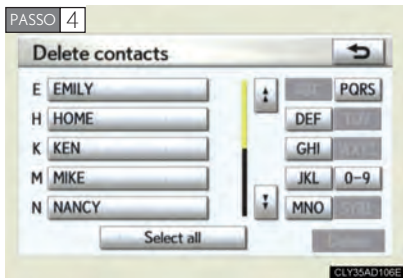 PASSO 4
Delete contacts
E EMILY PQRS
H HOME DEF
K KEN GHI
M MIKE JKL 0-9
N NANCY MNO
Select all
CLY35AD106E